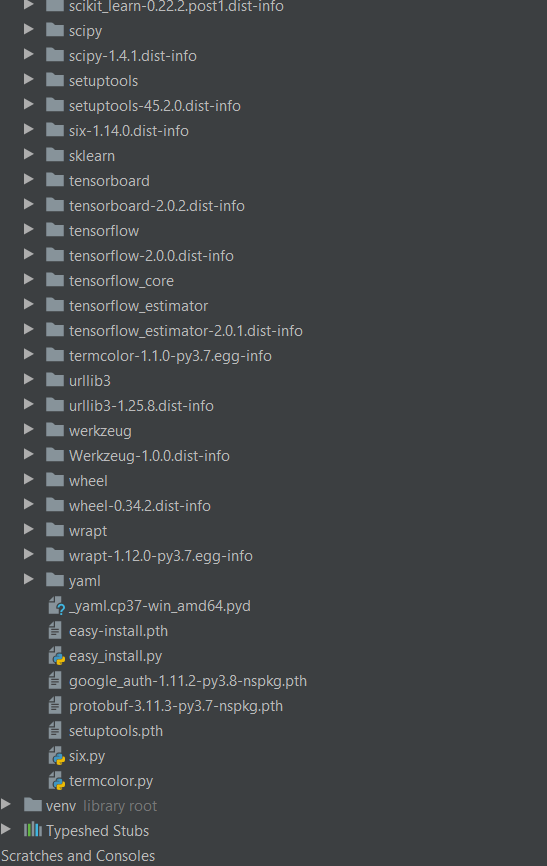 scikit_learn-0.22.2.post1.dist-info
scipy
scipy-1.4.1.dist-info
setuptools
setuptools-45.2.0.dist-info
six-1.14.0.dist-info
sklearn
tensorboard
tensorboard-2.0.2.dist-info
tensorflow
tensorflow-2.0.0.dist-info
tensorflow_core
tensorflow_estimator
tensorflow_estimator-2.0.1.dist-info
termcolor-1.1.0-py3.7.egg-info
urllib3
urllib3-1.25.8.dist-info
werkzeug
Werkzeug-1.0.0.dist-info
wheel
wheel-0.34.2.dist-info
wrapt
wrapt-1.12.0-py3.7.egg-info
yaml
_yaml.cp37-win_amd64.pyd
easy-install.pth
easy_install.py
google_auth-1.11.2-py3.8-nspkg.pth
protobuf-3.11.3-py3.7-nspkg.pth
setuptools.pth
six.py
termcolor.py
venv library root
Typeshed Stubs
Scratches and Consoles